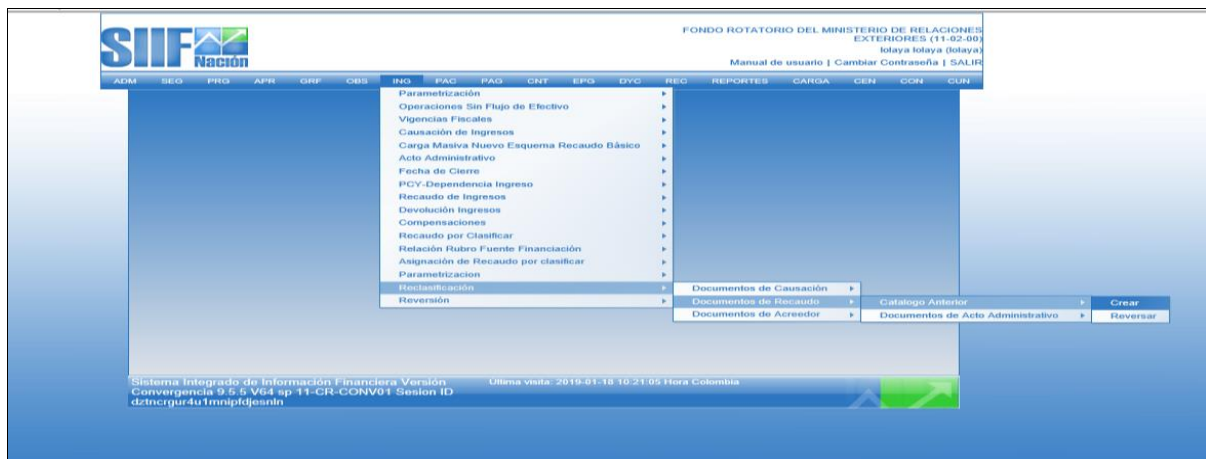 SIIF
Nación
FONDO ROTATORIO DEL MINISTERIO DE RELACIONES
EXTERIORES (11-02-00)
lolaya lolaya (lolaya)
Manual de usuario | Cambiar Contraseña | SALIR
ADM SEG PRG APR GRF OBS ING PAC PAG CNT EPG DYC REC REPORTES CARGA CEN CON CUN
Parametrización
Operaciones Sin Flujo de Efectivo
Vigencias Fiscales
Causación de Ingresos
Carga Masiva Nuevo Esquema Recaudo Básico
Acto Administrativo
Fecha de Cierre
PCY-Dependencia Ingreso
Recaudo de Ingresos
Devolución Ingresos
Compensaciones
Recaudo por Clasificar
Relación Rubro Fuente Financiación
Asignación de Recaudo por clasificar
Parametrizacion
Reclasificación Documentos de Causación
Reversión Documentos de Recaudo Catalogo Anterior Crear
Documentos de Acreedor Documentos de Acto Administrativo Reversar
Sistema Integrado de Información Financiera Versión Ultima visita: 2019-01-18 10:21:05 Hora Colombia
Convergencia 9.5.5 V64 sp 11-CR-CONV01 Sesion ID
dztncrgur4u1mnipfdjesnln